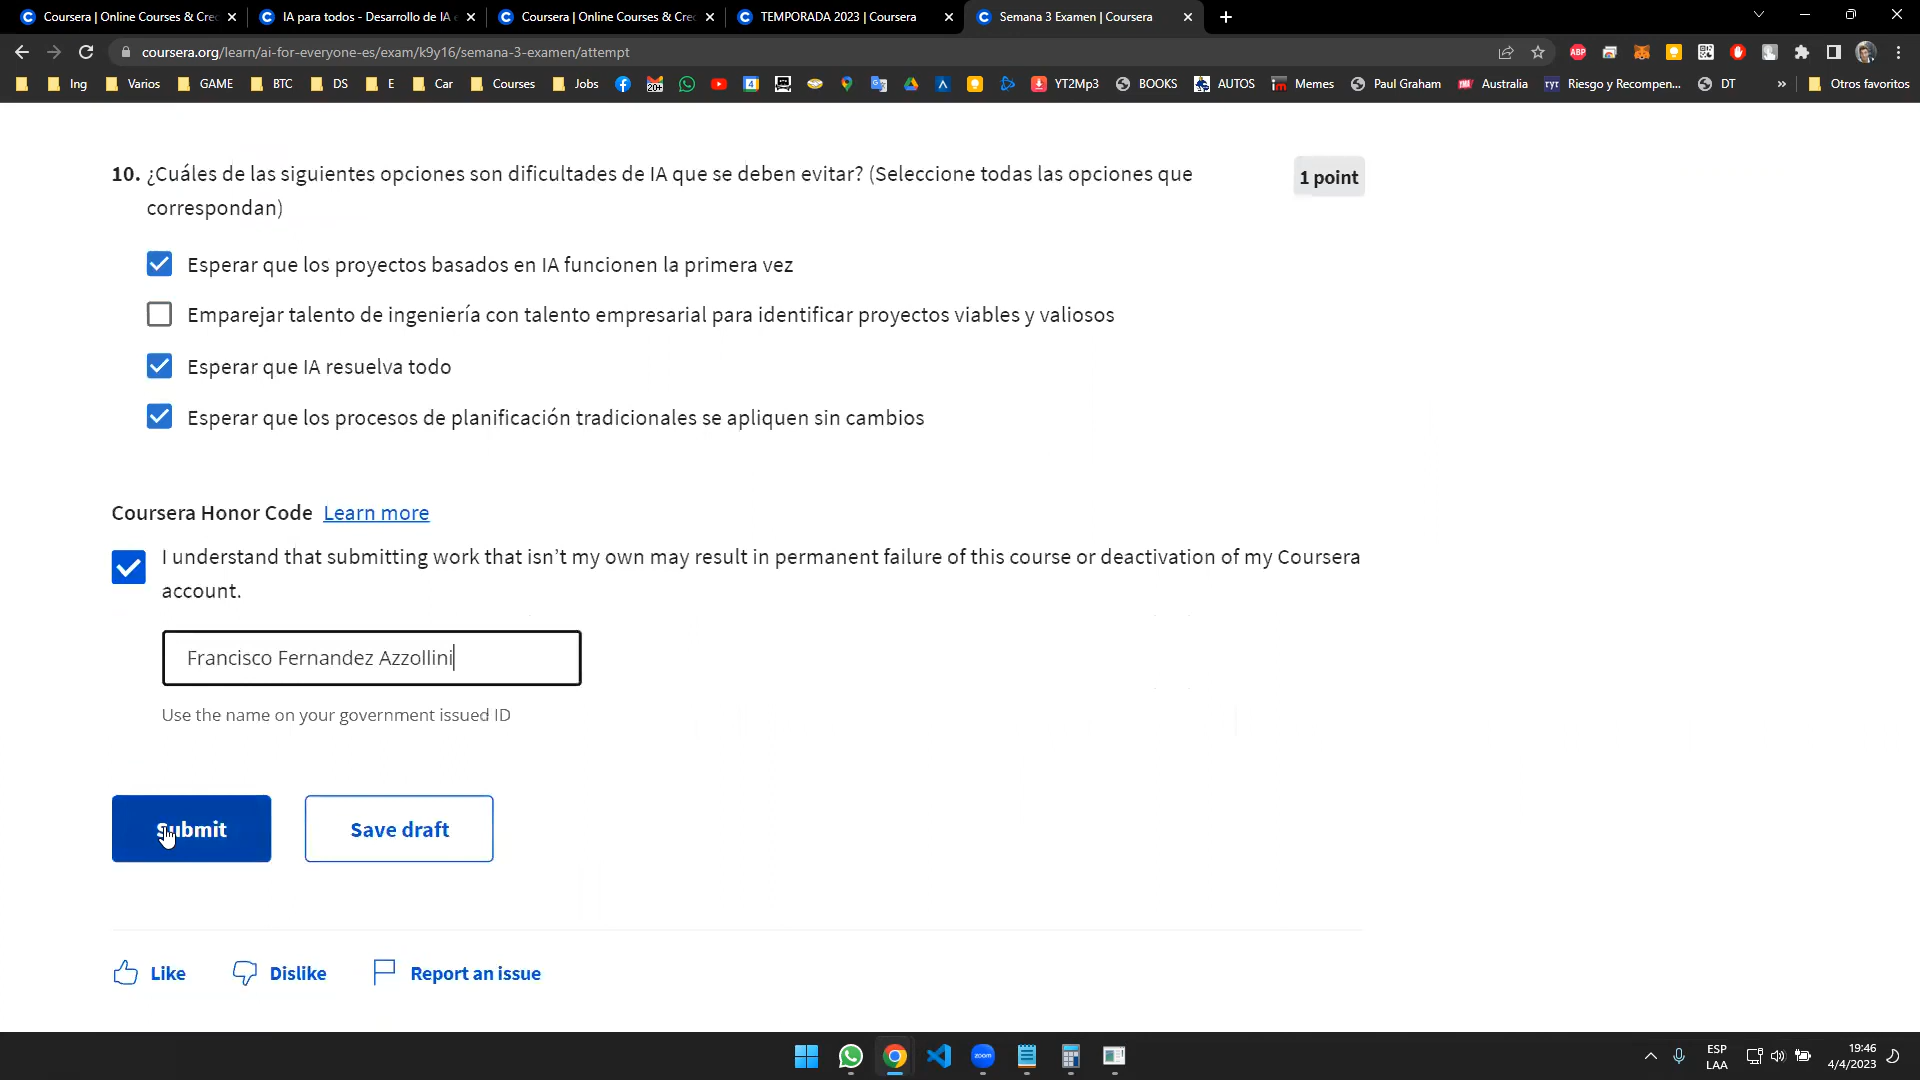 Coursera | Online Courses & Cre
IA para todos - Desarrollo de IA
Coursera | Online Courses & Cre
TEMPORADA 2023 | Coursera
Semana 3 Examen | Coursera
coursera.org/learn/ai-for-everyone-es/exam/k9y16/semana-3-examen/attempt
ABP
Ing
Varios
GAME
BTC
DS
E
Car
Courses
Jobs
20+
4
YT2Mp3
BOOKS
AUTOS
Memes
Paul Graham
Australia
TYT
Riesgo y Recompen...
DT
»
Otros favoritos
10. ¿Cuáles de las siguientes opciones son dificultades de IA que se deben evitar? (Seleccione todas las opciones que
correspondan)
1 point
Esperar que los proyectos basados en IA funcionen la primera vez
Emparejar talento de ingeniería con talento empresarial para identificar proyectos viables y valiosos
Esperar que IA resuelva todo
Esperar que los procesos de planificación tradicionales se apliquen sin cambios
Coursera Honor Code Learn more
I understand that submitting work that isn't my own may result in permanent failure of this course or deactivation of my Coursera
account.
Francisco Fernandez Azzollini
Use the name on your government issued ID
Submit
Save draft
Like
Dislike
Report an issue
zoom
ESP
LAA
19:46
4/4/2023